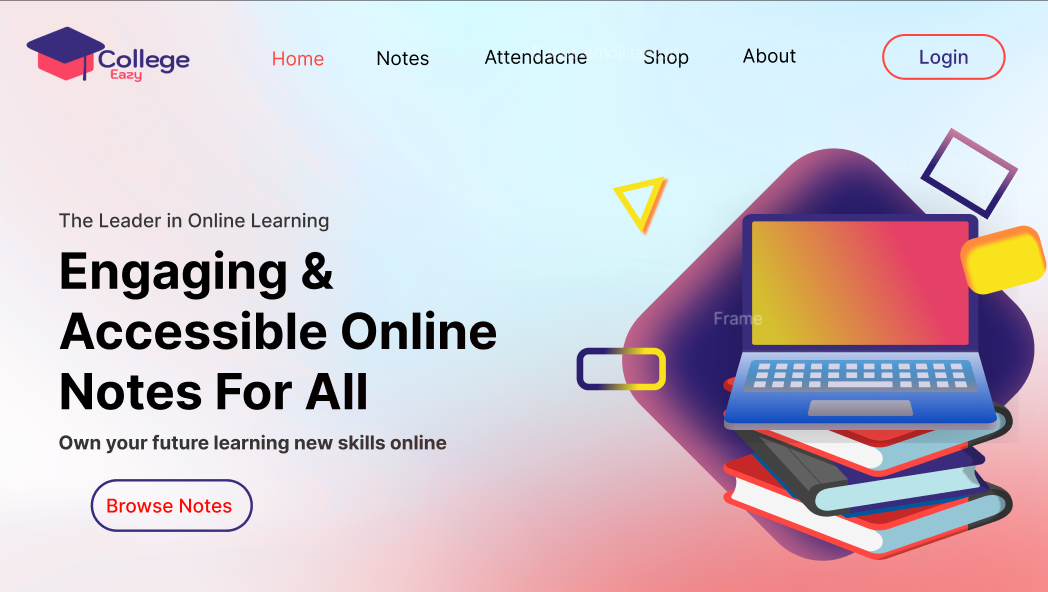 College
Eazy
Home
Notes
Attendacne
Shop
About
Login
The Leader in Online Learning
Engaging &
Accessible Online
Notes For All
Own your future learning new skills online
Browse Notes
Frame